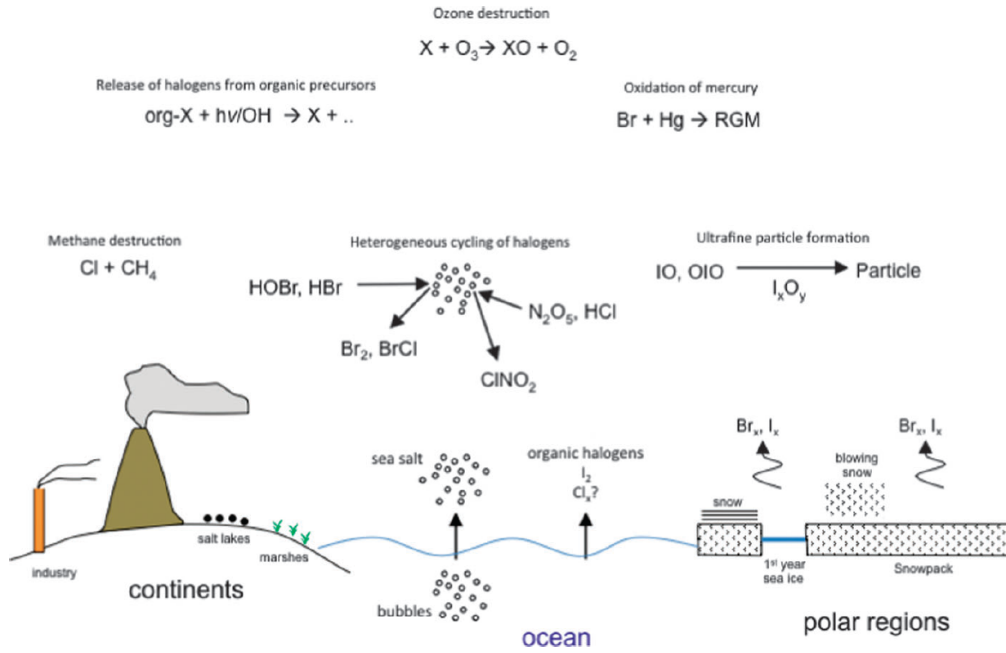 Ozone destruction
X + O₃→ XO + O₂
Release of halogens from organic precursors
org-X + hν/OH → X + ..
Oxidation of mercury
Br + Hg → RGM
Methane destruction
Cl + CH₄
Heterogeneous cycling of halogens
HOBr, HBr
N₂O₅, HCl
Br₂, BrCl
ClNO₂
Ultrafine particle formation
IO, OIO
Particle
IₓOᵧ
industry
salt lakes
marshes
continents
sea salt
bubbles
organic halogens
I₂
Clₓ?
ocean
Brₓ, Iₓ
Brₓ, Iₓ
snow
blowing
snow
1ˢᵗ year
sea ice
Snowpack
polar regions